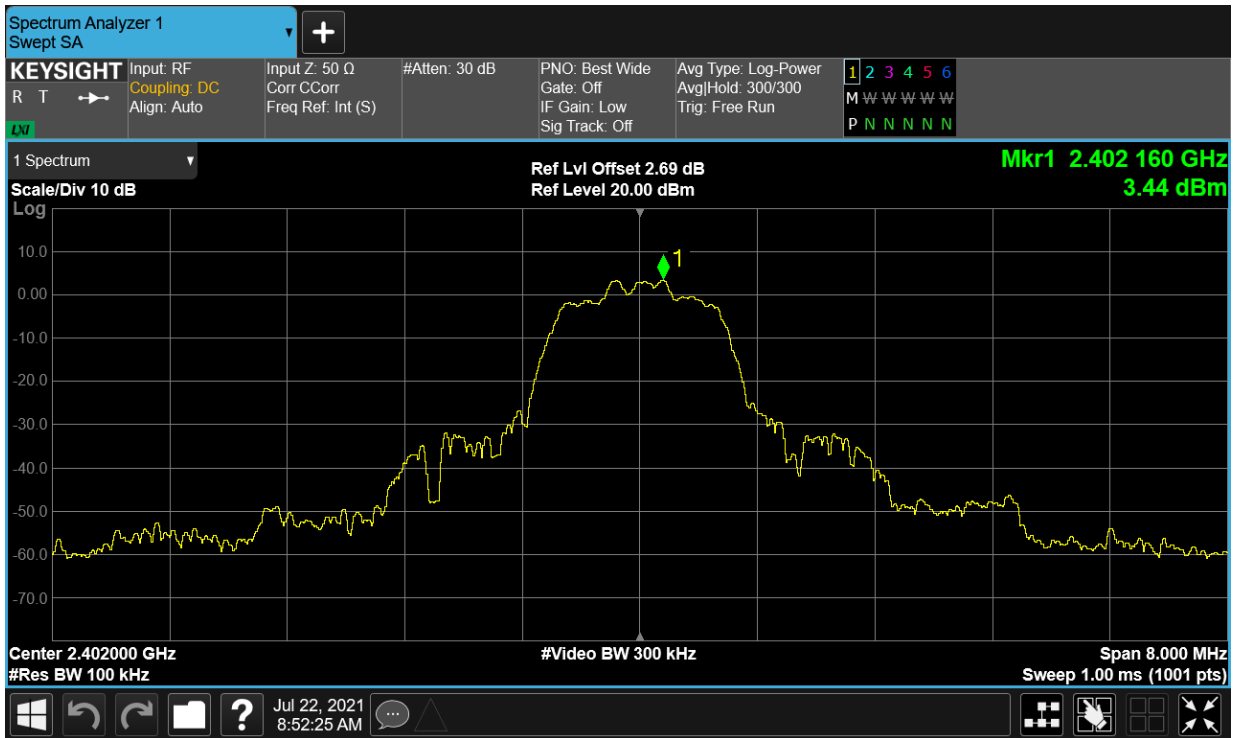 Spectrum Analyzer 1
Swept SA
KEYSIGHT
R T
LXI
Input: RF
Coupling: DC
Align: Auto
Input Z: 50 Ω
Corr CCorr
Freq Ref: Int (S)
#Atten: 30 dB
PNO: Best Wide
Gate: Off
IF Gain: Low
Sig Track: Off
Avg Type: Log-Power
Avg|Hold: 300/300
Trig: Free Run
1 2 3 4 5 6
M W W W W W
P N N N N N
1 Spectrum
Scale/Div 10 dB
Log
Ref Lvl Offset 2.69 dB
Ref Level 20.00 dBm
Mkr1 2.402 160 GHz
3.44 dBm
1
10.0
0.00
-10.0
-20.0
-30.0
-40.0
-50.0
-60.0
-70.0
Center 2.402000 GHz
#Res BW 100 kHz
#Video BW 300 kHz
Span 8.000 MHz
Sweep 1.00 ms (1001 pts)
?
Jul 22, 2021
8:52:25 AM